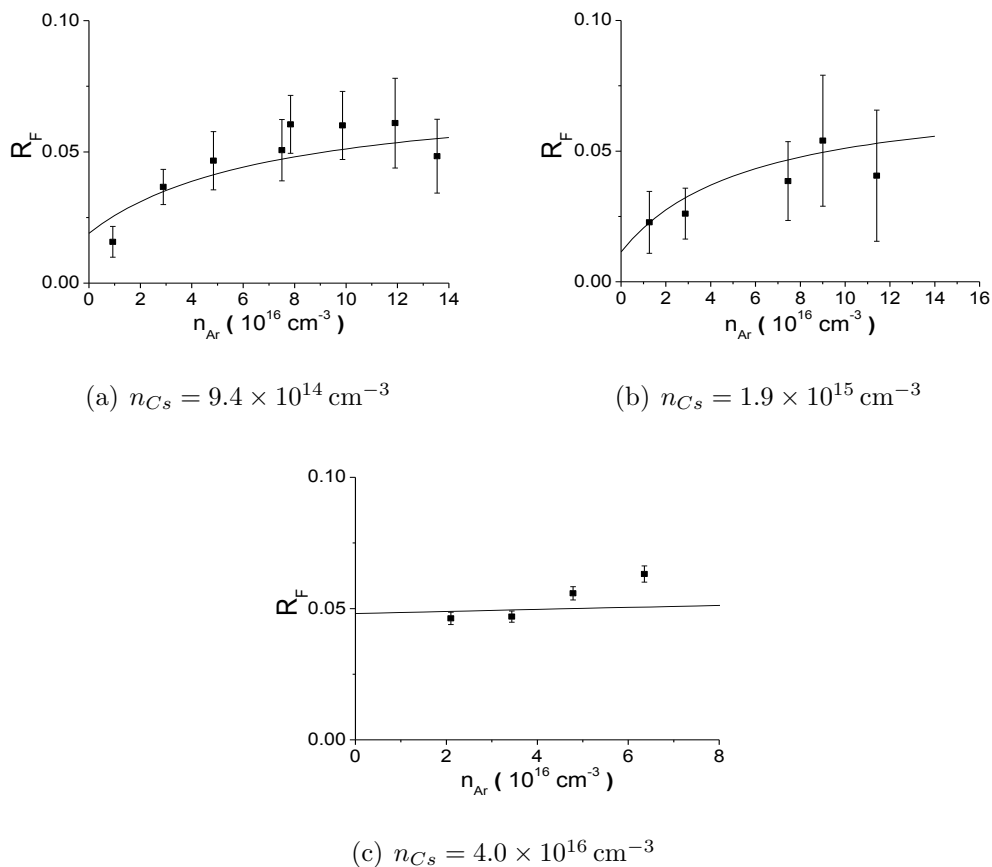 0.10
R_F
0.05
0.00
0 2 4 6 8 10 12 14
n_Ar ( 10^16 cm^-3 )
(a) n_Cs = 9.4 × 10^14 cm^−3
0.10
R_F
0.05
0.00
0 2 4 6 8 10 12 14 16
n_Ar ( 10^16 cm^-3 )
(b) n_Cs = 1.9 × 10^15 cm^−3
0.10
R_F
0.05
0.00
0 2 4 6 8
n_Ar ( 10^16 cm^-3 )
(c) n_Cs = 4.0 × 10^16 cm^−3